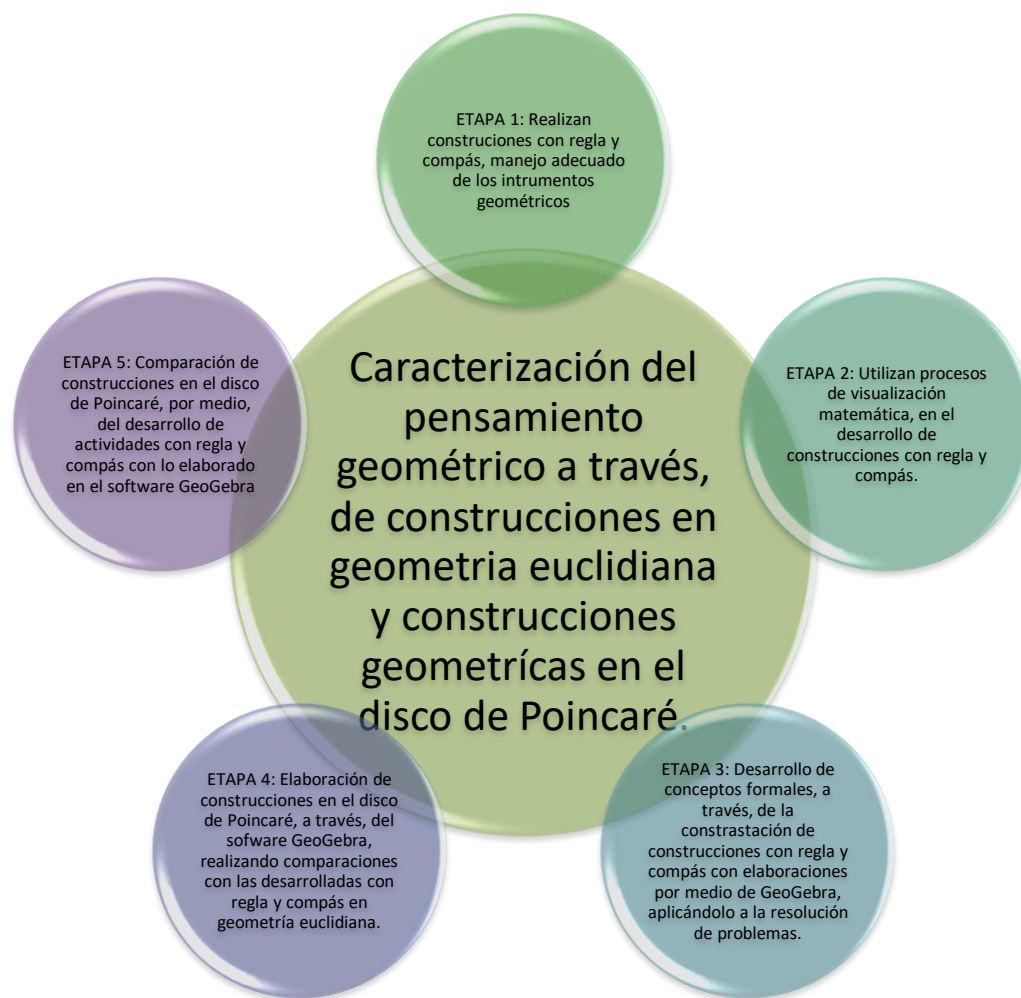 ETAPA 1: Realizan
construciones con regla y
compás, manejo adecuado
de los intrumentos
geométricos
Caracterización del
pensamiento
geométrico a través,
de construcciones en
geometria euclidiana
y construcciones
geometrícas en el
disco de Poincaré.
ETAPA 2: Utilizan procesos
de visualización
matemática, en el
desarrollo de
construcciones con regla y
compás.
ETAPA 3: Desarrollo de
conceptos formales, a
través, de la
constrastación de
construcciones con regla y
compás con elaboraciones
por medio de GeoGebra,
aplicándolo a la resolución
de problemas.
ETAPA 4: Elaboración de
construcciones en el disco
de Poincaré, a través, del
sofware GeoGebra,
realizando comparaciones
con las desarrolladas con
regla y compás en
geometría euclidiana.
ETAPA 5: Comparación de
construcciones en el disco
de Poincaré, por medio,
del desarrollo de
actividades con regla y
compás con lo elaborado
en el software GeoGebra